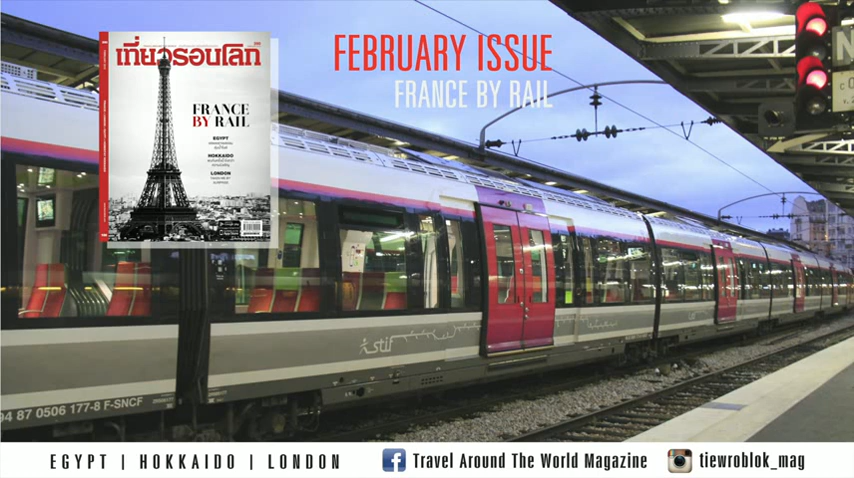 FEBRUARY ISSUE
FRANCE BY RAIL
เที่ยวรอบโลก
FRANCE
BY RAIL
EGYPT
HOKKAIDO
LONDON
stif
94 87 0506 177-8 F-SNCF
EGYPT | HOKKAIDO | LONDON
Travel Around The World Magazine
tiewroblok_mag